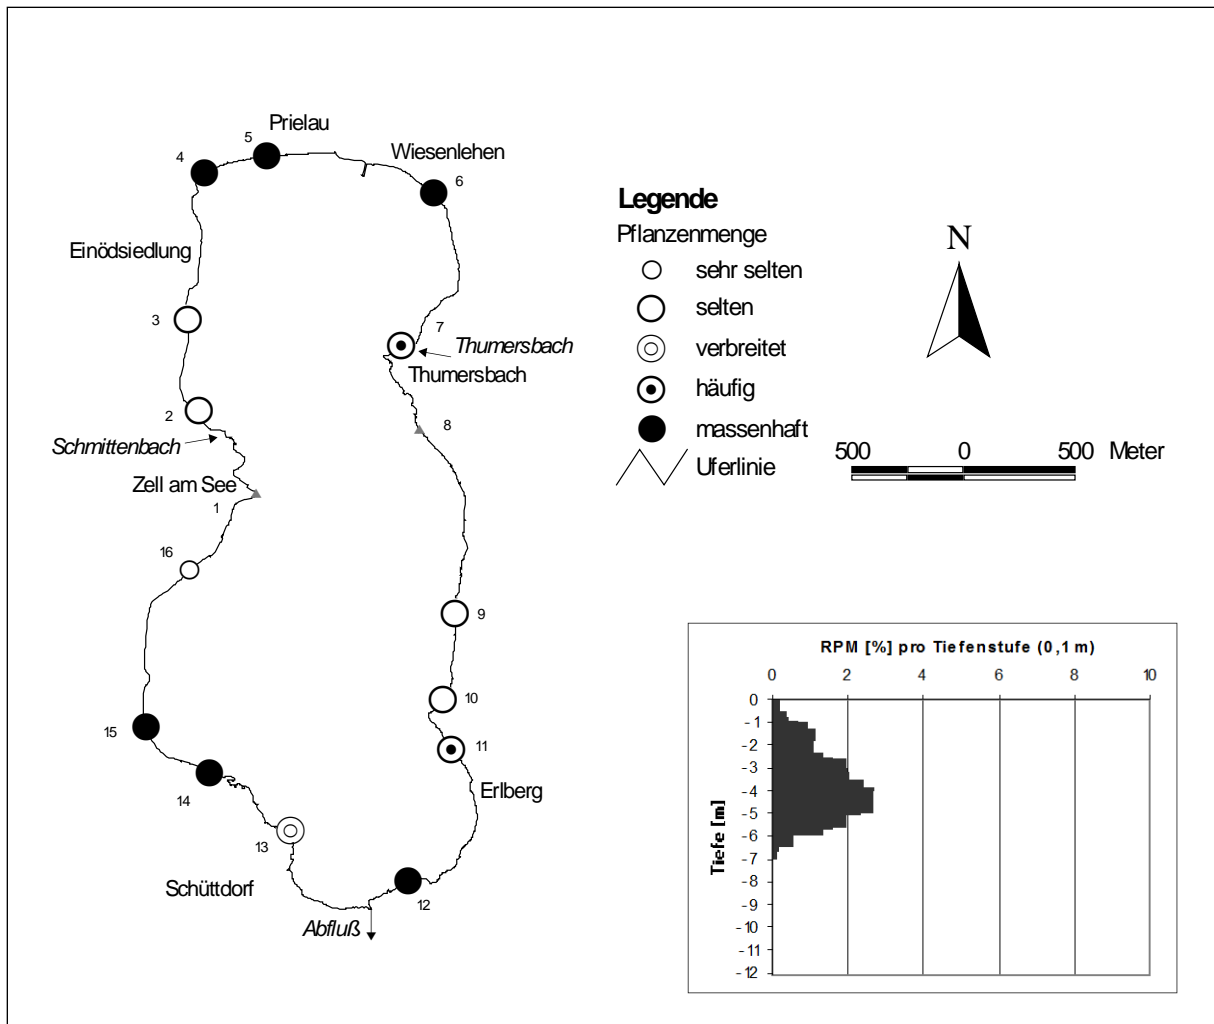 Prielau
5
4
Wiesenlehen
6
Einödsiedlung
3
7
Thumersbach
Thumersbach
2
8
Schmittenbach
Zell am See
1
16
9
10
15
11
Erlberg
14
13
Schüttdorf
12
Abfluß
Legende
Pflanzenmenge
sehr selten
selten
verbreitet
häufig
massenhaft
Uferlinie
N
500 0 500 Meter
RPM [%] pro Tiefenstufe (0,1 m)
0 2 4 6 8 10
Tiefe [m]
0
-1
-2
-3
-4
-5
-6
-7
-8
-9
-10
-11
-12